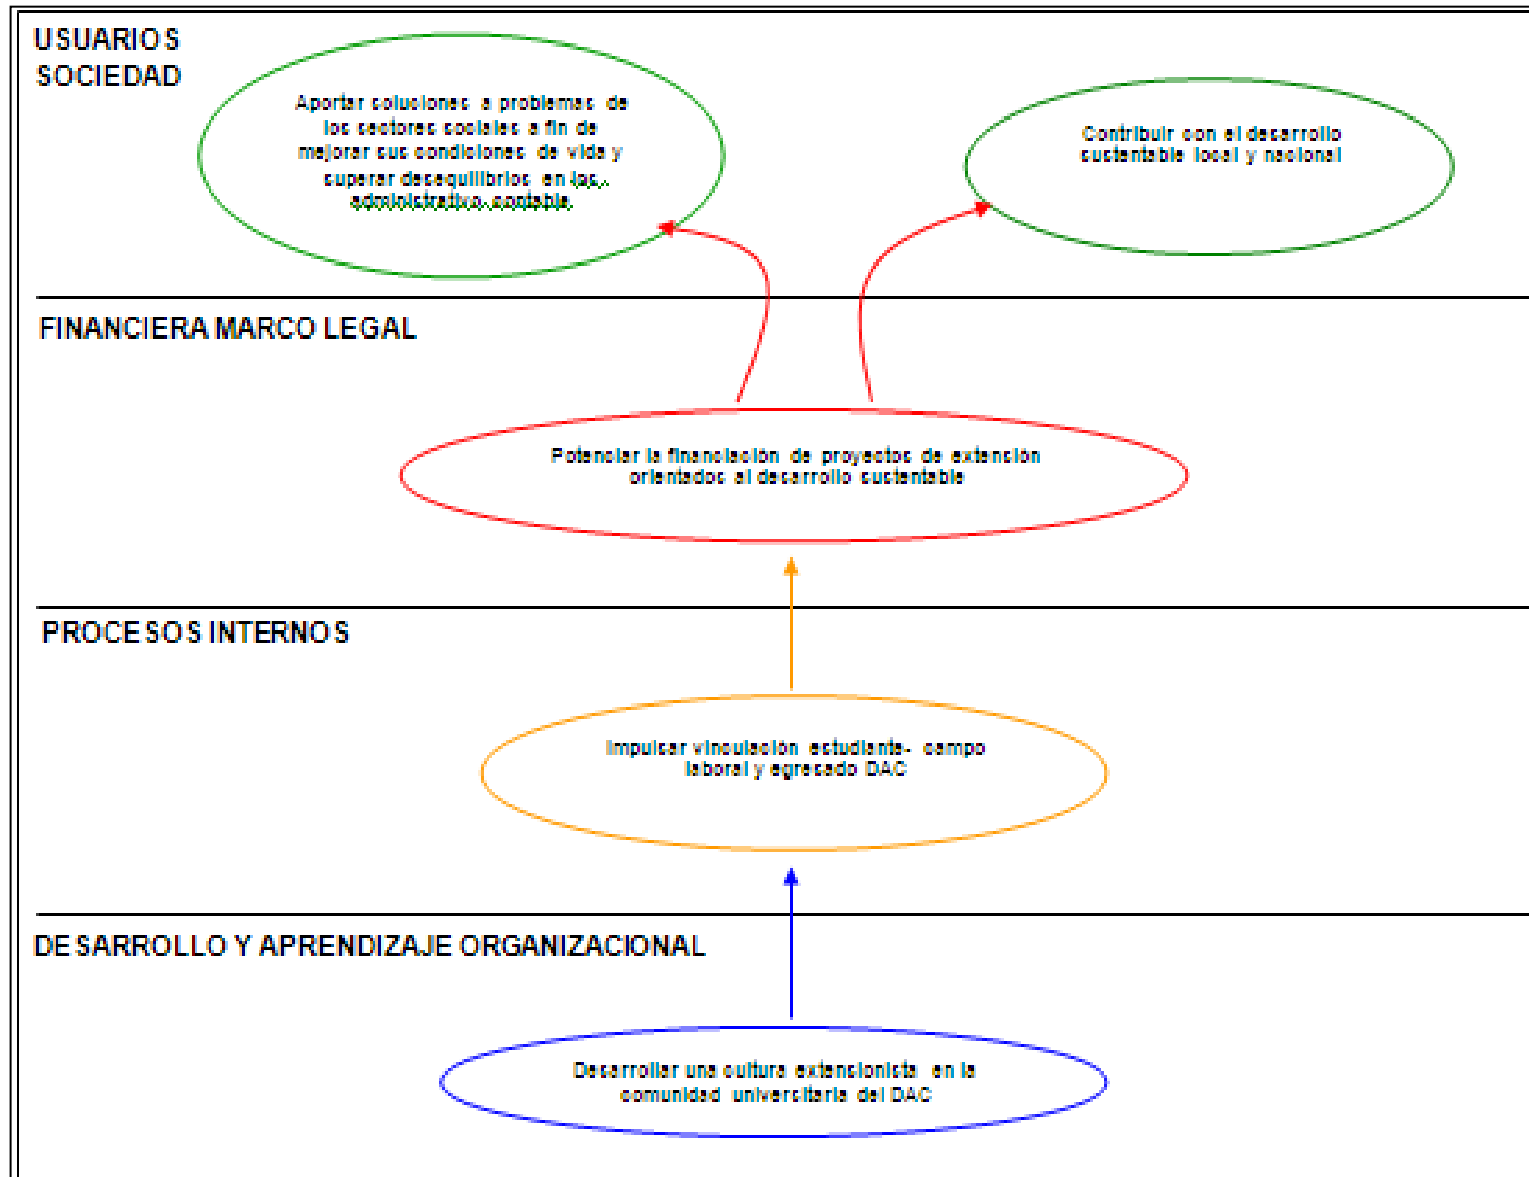 USUARIOS
SOCIEDAD
Aportar soluciones a problemas de
los sectores sociales a fin de
mejorar sus condiciones de vida y
superar desequilibrios en los
administrativo contable
Contribuir con el desarrollo
sustentable local y nacional
FINANCIERA MARCO LEGAL
Potenciar la financiación de proyectos de extensión
orientados al desarrollo sustentable
PROCESOS INTERNOS
Impulsar vinculación estudiante- campo
laboral y egresado DAC
DESARROLLO Y APRENDIZAJE ORGANIZACIONAL
Desarrollar una cultura extensionista en la
comunidad universitaria del DAC